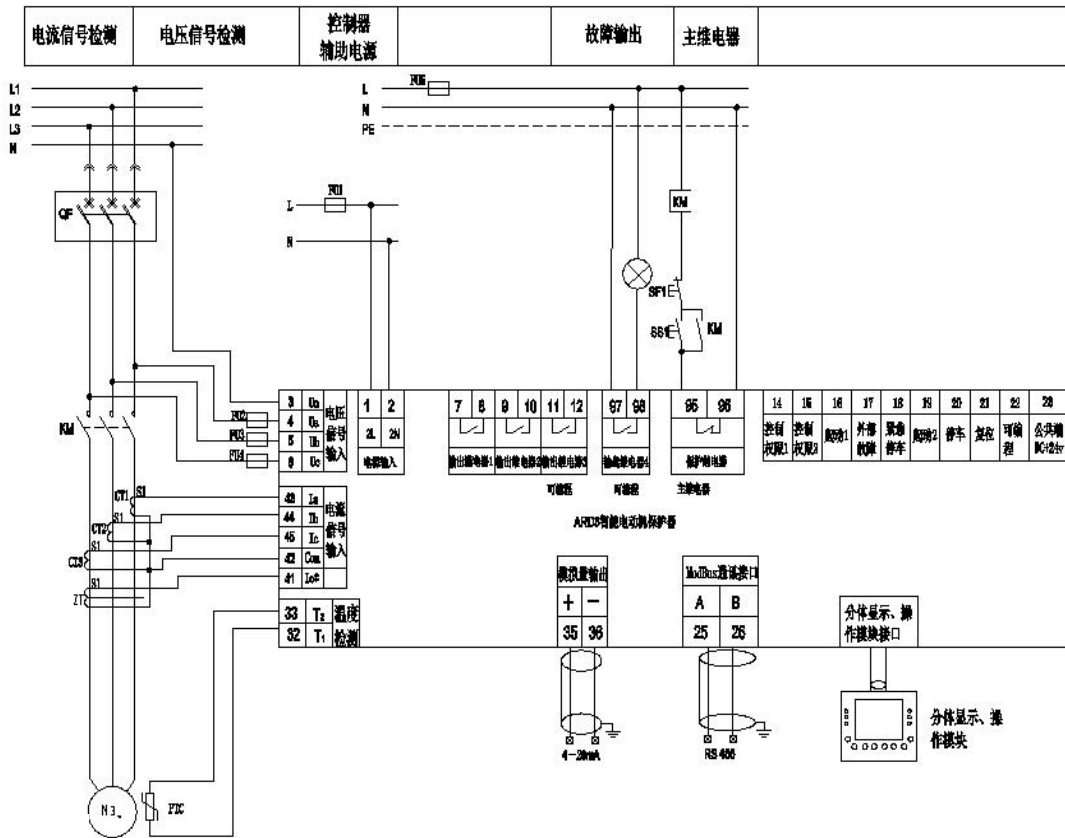 电流信号检测 电压信号检测 控制器辅助电源 故障输出 主继电器
L1
L2
L3
N
L
N
PE
FU5
QF
L
N
FU1
KM
SF1
SS1
KM
KM
FU2
FU3
FU4
3 Un
4 Ua
5 Ub
6 Uc
电压信号输入
1 2
2L 2N
电源输入
7 8 9 10 11 12
输出继电器1 输出继电器2 输出继电器3
可编程
97 98
输出继电器4
可编程
95 96
保护继电器
主继电器
14 15 16 17 18 19 20 21 22 23
控制权限1 控制权限2 起动1 外部故障 紧急停车 起动2 停车 复位 可编程 公共端DC+24v
ARD3智能电动机保护器
CT1 S1
CT2 S1
CT3 S1
ZT S1
43 Ia
44 Ib
45 Ic
42 Com
41 Io*
电流信号输入
33 T2
32 T1
温度检测
模拟量输出
+ −
35 36
4-20mA
ModBus通讯接口
A B
25 26
RS485
分体显示、操作模块接口
分体显示、操
作模块
PTC